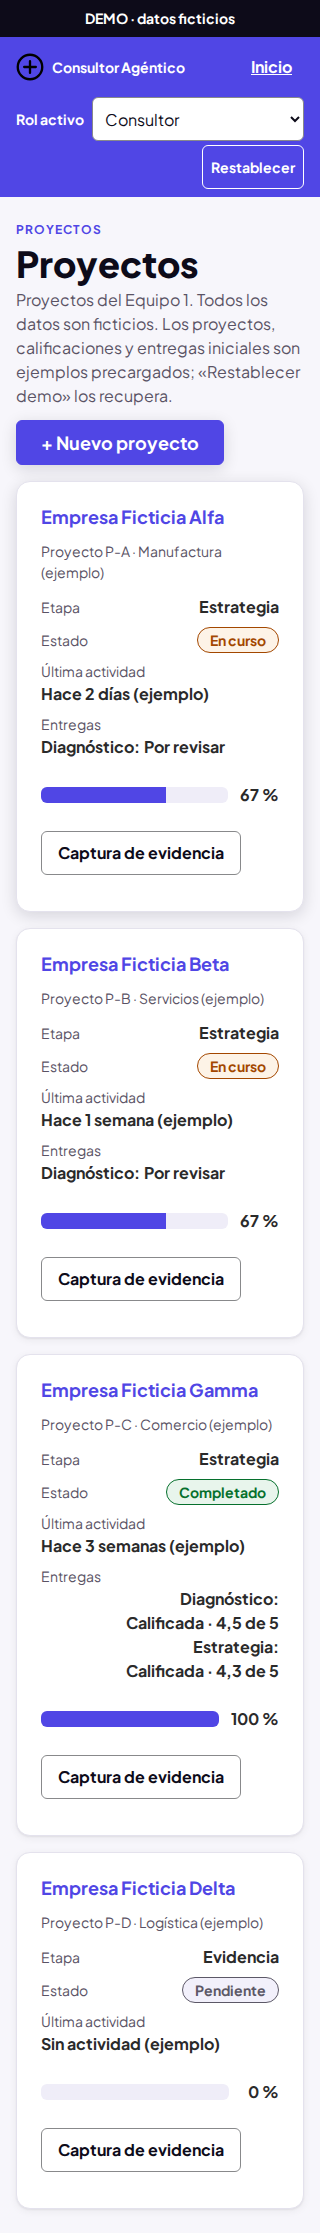 DEMO · datos ficticios
Consultor Agéntico
Inicio
Rol activo
Consultor
Restablecer
PROYECTOS
Proyectos
Proyectos del Equipo 1. Todos los
datos son ficticios. Los proyectos,
calificaciones y entregas iniciales son
ejemplos precargados; «Restablecer
demo» los recupera.
+ Nuevo proyecto
Empresa Ficticia Alfa
Proyecto P-A · Manufactura
(ejemplo)
Etapa Estrategia
Estado En curso
Última actividad
Hace 2 días (ejemplo)
Entregas
Diagnóstico: Por revisar
67 %
Captura de evidencia
Empresa Ficticia Beta
Proyecto P-B · Servicios (ejemplo)
Etapa Estrategia
Estado En curso
Última actividad
Hace 1 semana (ejemplo)
Entregas
Diagnóstico: Por revisar
67 %
Captura de evidencia
Empresa Ficticia Gamma
Proyecto P-C · Comercio (ejemplo)
Etapa Estrategia
Estado Completado
Última actividad
Hace 3 semanas (ejemplo)
Entregas
Diagnóstico:
Calificada · 4,5 de 5
Estrategia:
Calificada · 4,3 de 5
100 %
Captura de evidencia
Empresa Ficticia Delta
Proyecto P-D · Logística (ejemplo)
Etapa Evidencia
Estado Pendiente
Última actividad
Sin actividad (ejemplo)
0 %
Captura de evidencia